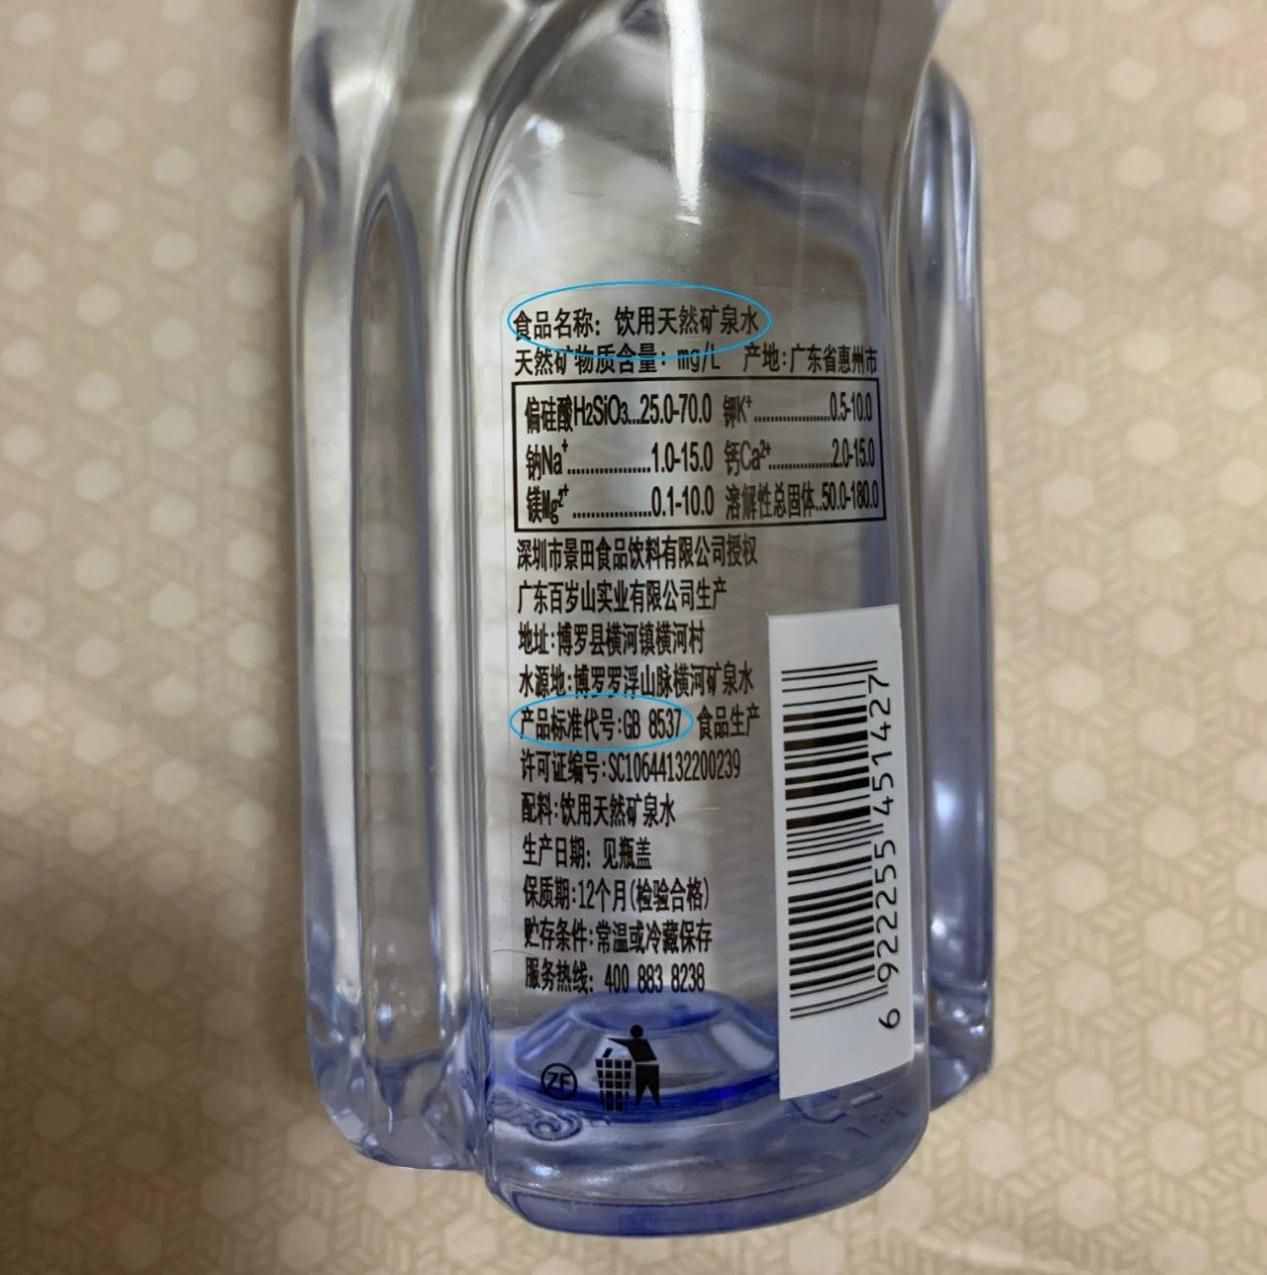 食品名称: 饮用天然矿泉水
天然矿物质含量: mg/L 产地:广东省惠州市
偏硅酸H2SiO3...25.0-70.0 钾K+...................0.5-10.0
钠Na+....................1.0-15.0 钙Ca2+...............2.0-15.0
镁Mg2+...................0.1-10.0 溶解性总固体..50.0-180.0
深圳市景田食品饮料有限公司授权
广东百岁山实业有限公司生产
地址:博罗县横河镇横河村
水源地:博罗罗浮山脉横河矿泉水
产品标准代号:GB 8537 食品生产
许可证编号:SC10644132200239
配料:饮用天然矿泉水
生产日期: 见瓶盖
保质期:12个月(检验合格)
贮存条件:常温或冷藏保存
服务热线: 400 883 8238
ZF
6 922255 451427